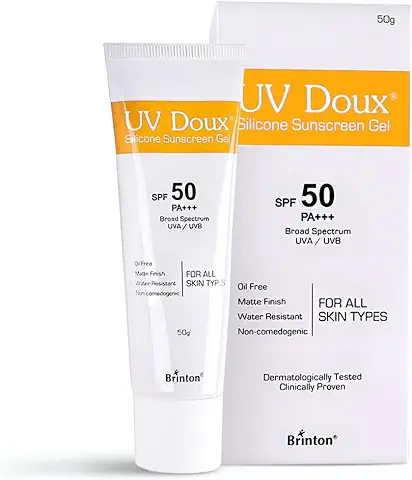 UV Doux®
Silicone Sunscreen Gel
SPF 50
PA+++
Broad Spectrum
UVA / UVB
Oil Free
Matte Finish
Water Resistant
Non-comedogenic
FOR ALL
SKIN TYPES
50g
Brinton®
50g
UV Doux®
Silicone Sunscreen Gel
SPF 50
PA+++
Broad Spectrum
UVA / UVB
Oil Free
Matte Finish
Water Resistant
Non-comedogenic
FOR ALL
SKIN TYPES
Dermatologically Tested
Clinically Proven
Brinton®